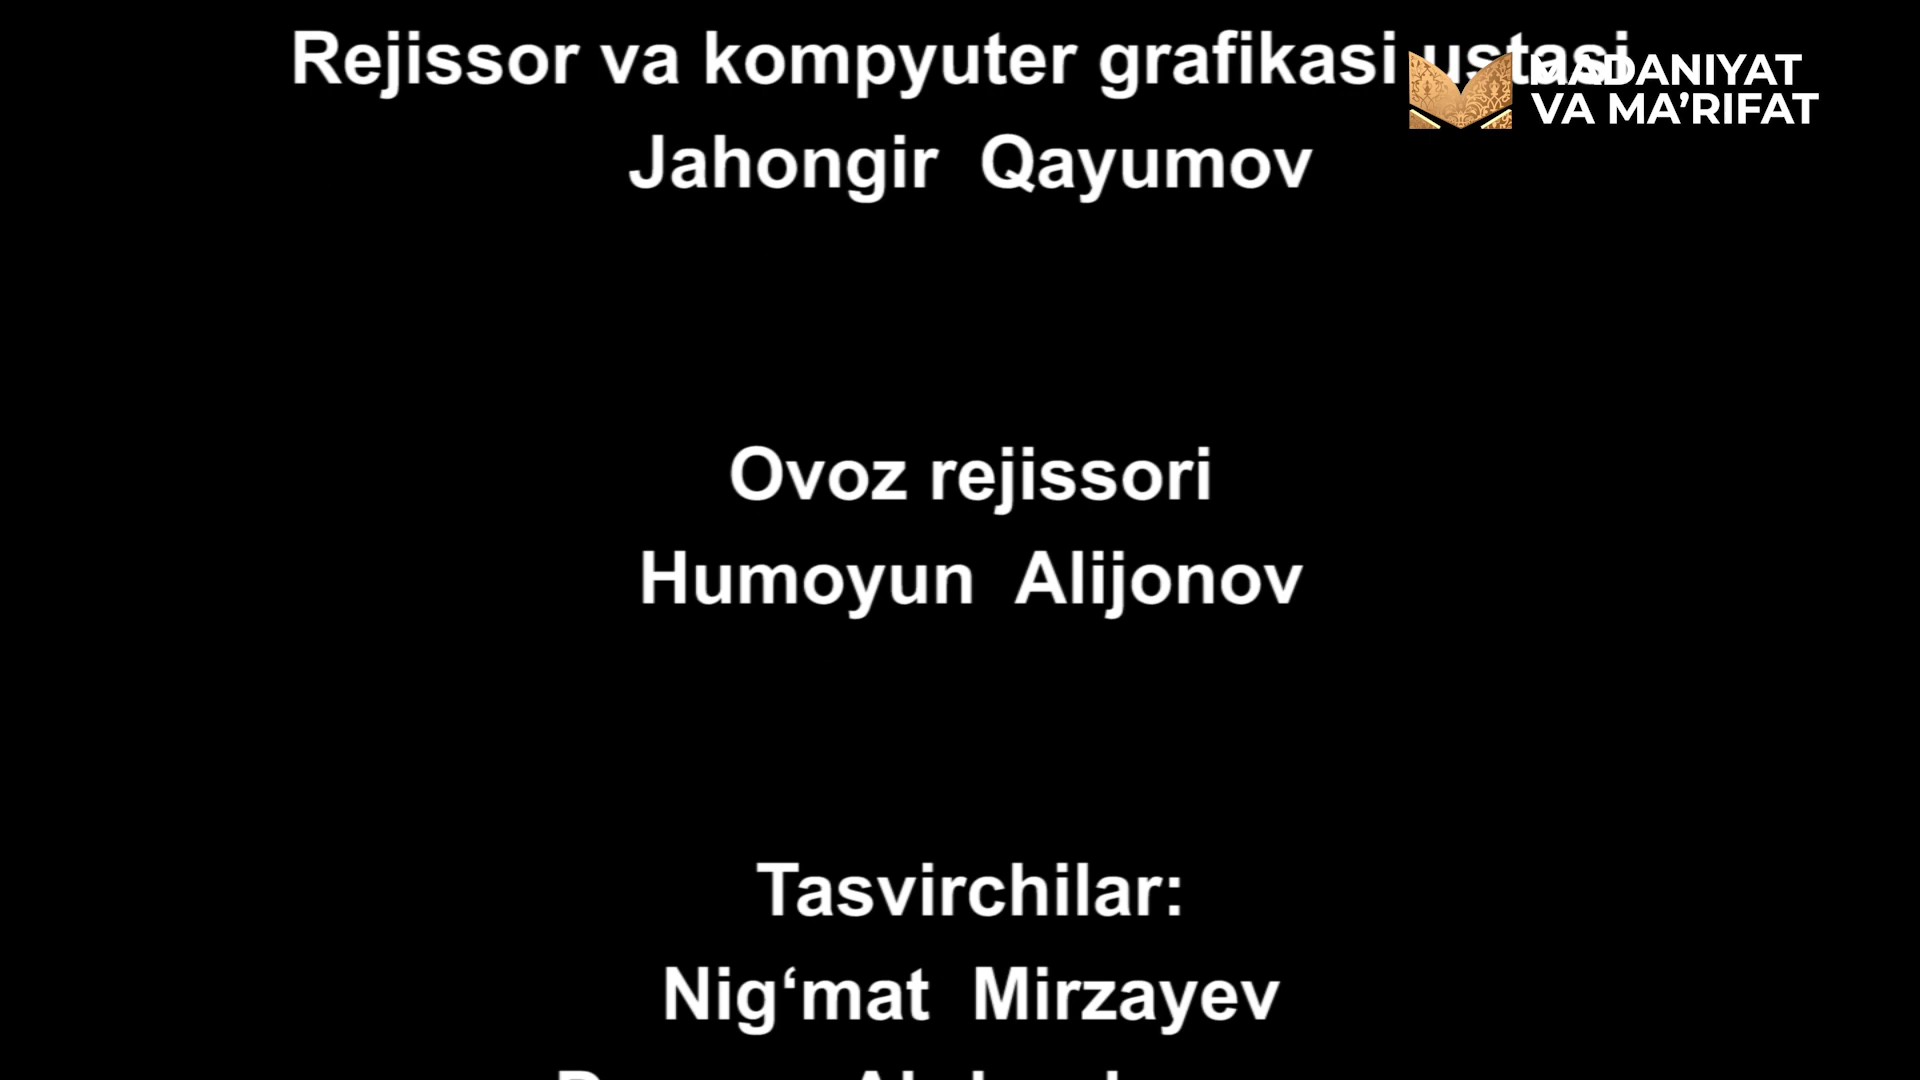 Rejissor va kompyuter grafikasi ustasi
MADANIYAT
VA MA’RIFAT
Jahongir Qayumov
Ovoz rejissori
Humoyun Alijonov
Tasvirchilar:
Nig‘mat Mirzayev